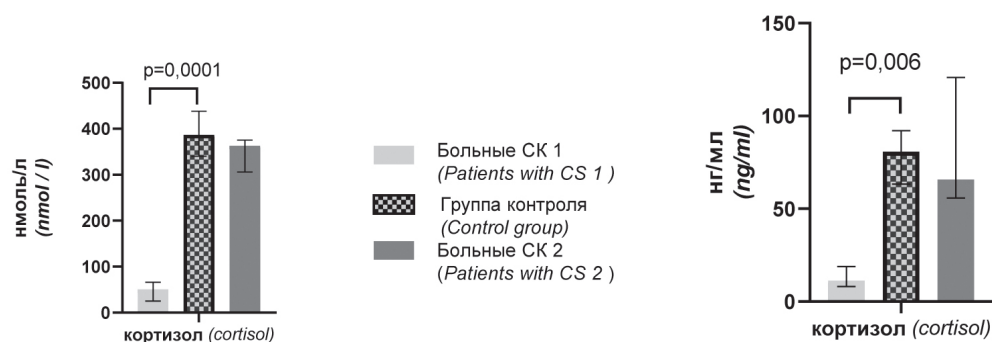 p=0,0001
500
400
300
200
100
0
нмоль/л
(nmol / l)
кортизол (cortisol)
Больные СК 1
(Patients with CS 1 )
Группа контроля
(Control group)
Больные СК 2
(Patients with CS 2 )
p=0,006
150
100
50
0
нг/мл
(ng/ml)
кортизол (cortisol)